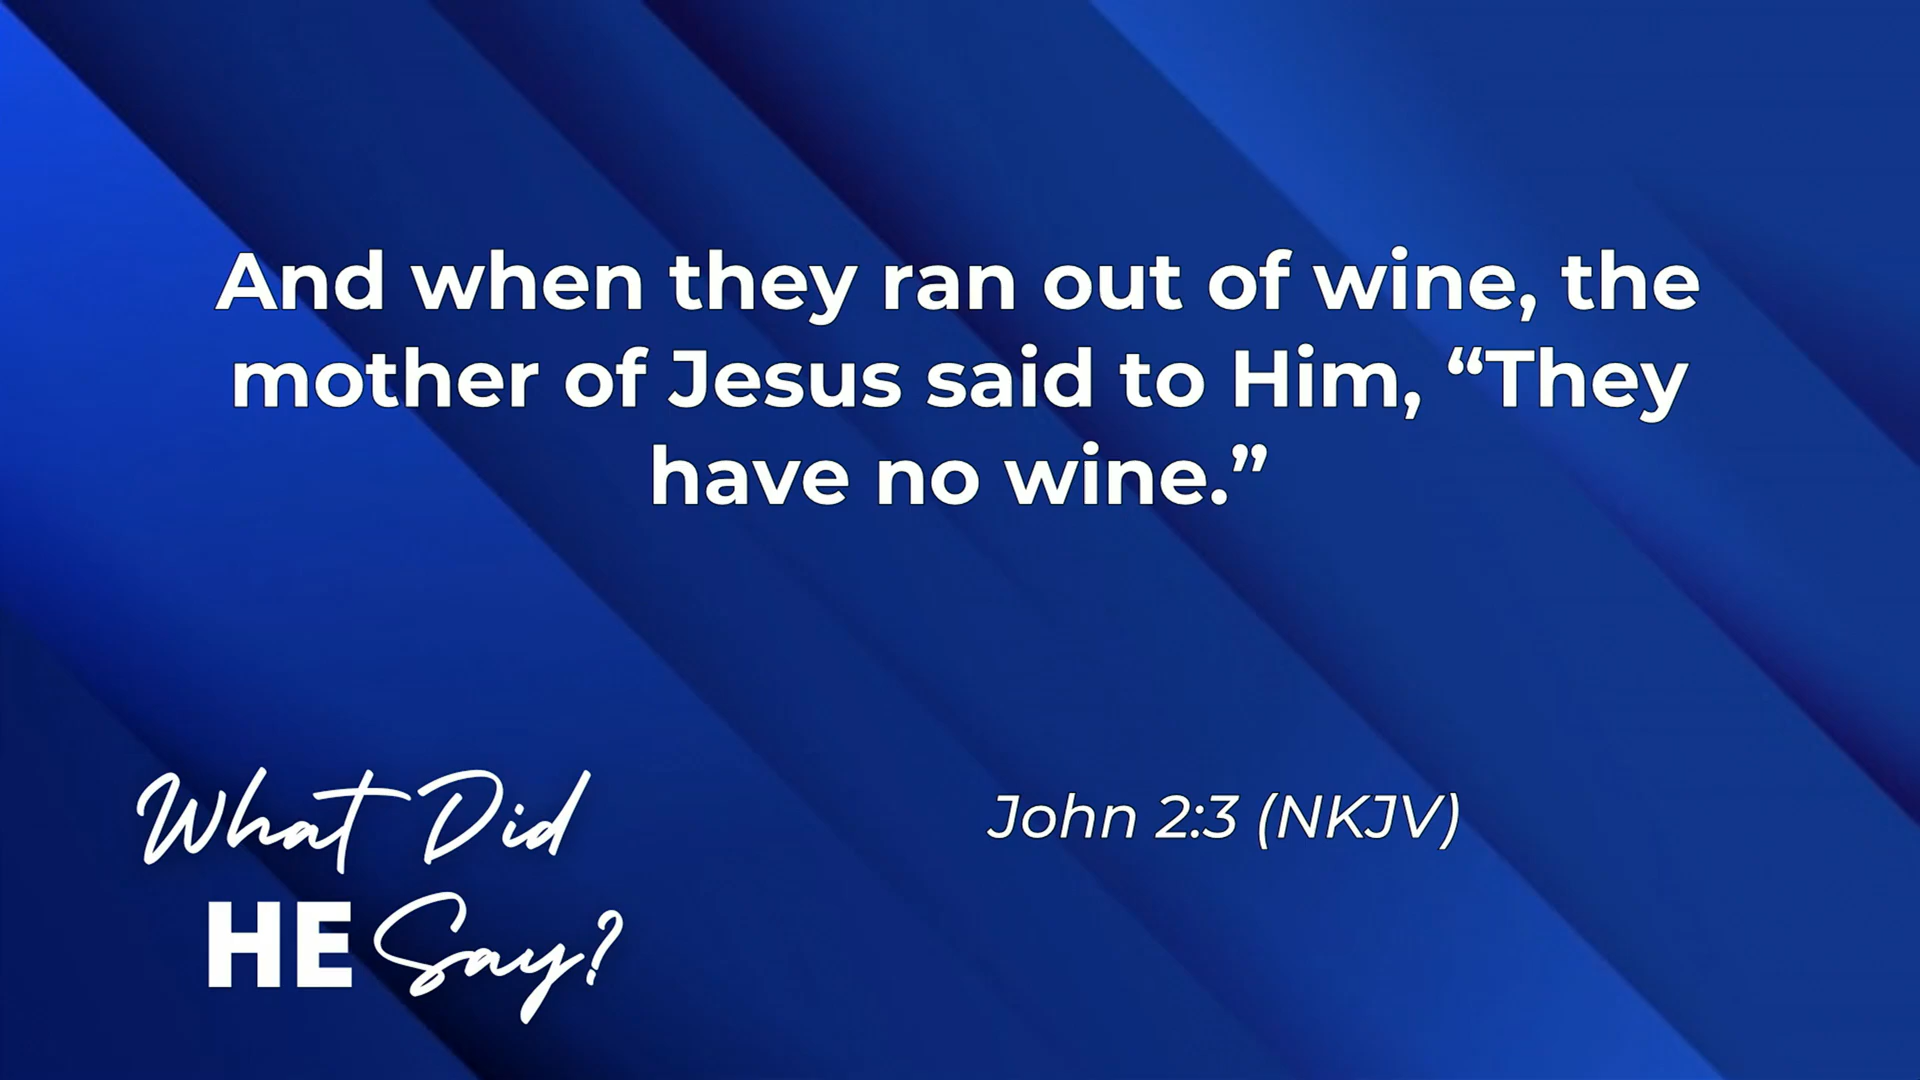 And when they ran out of wine, the
mother of Jesus said to Him, “They
have no wine.”
John 2:3 (NKJV)
What Did
HE Say?